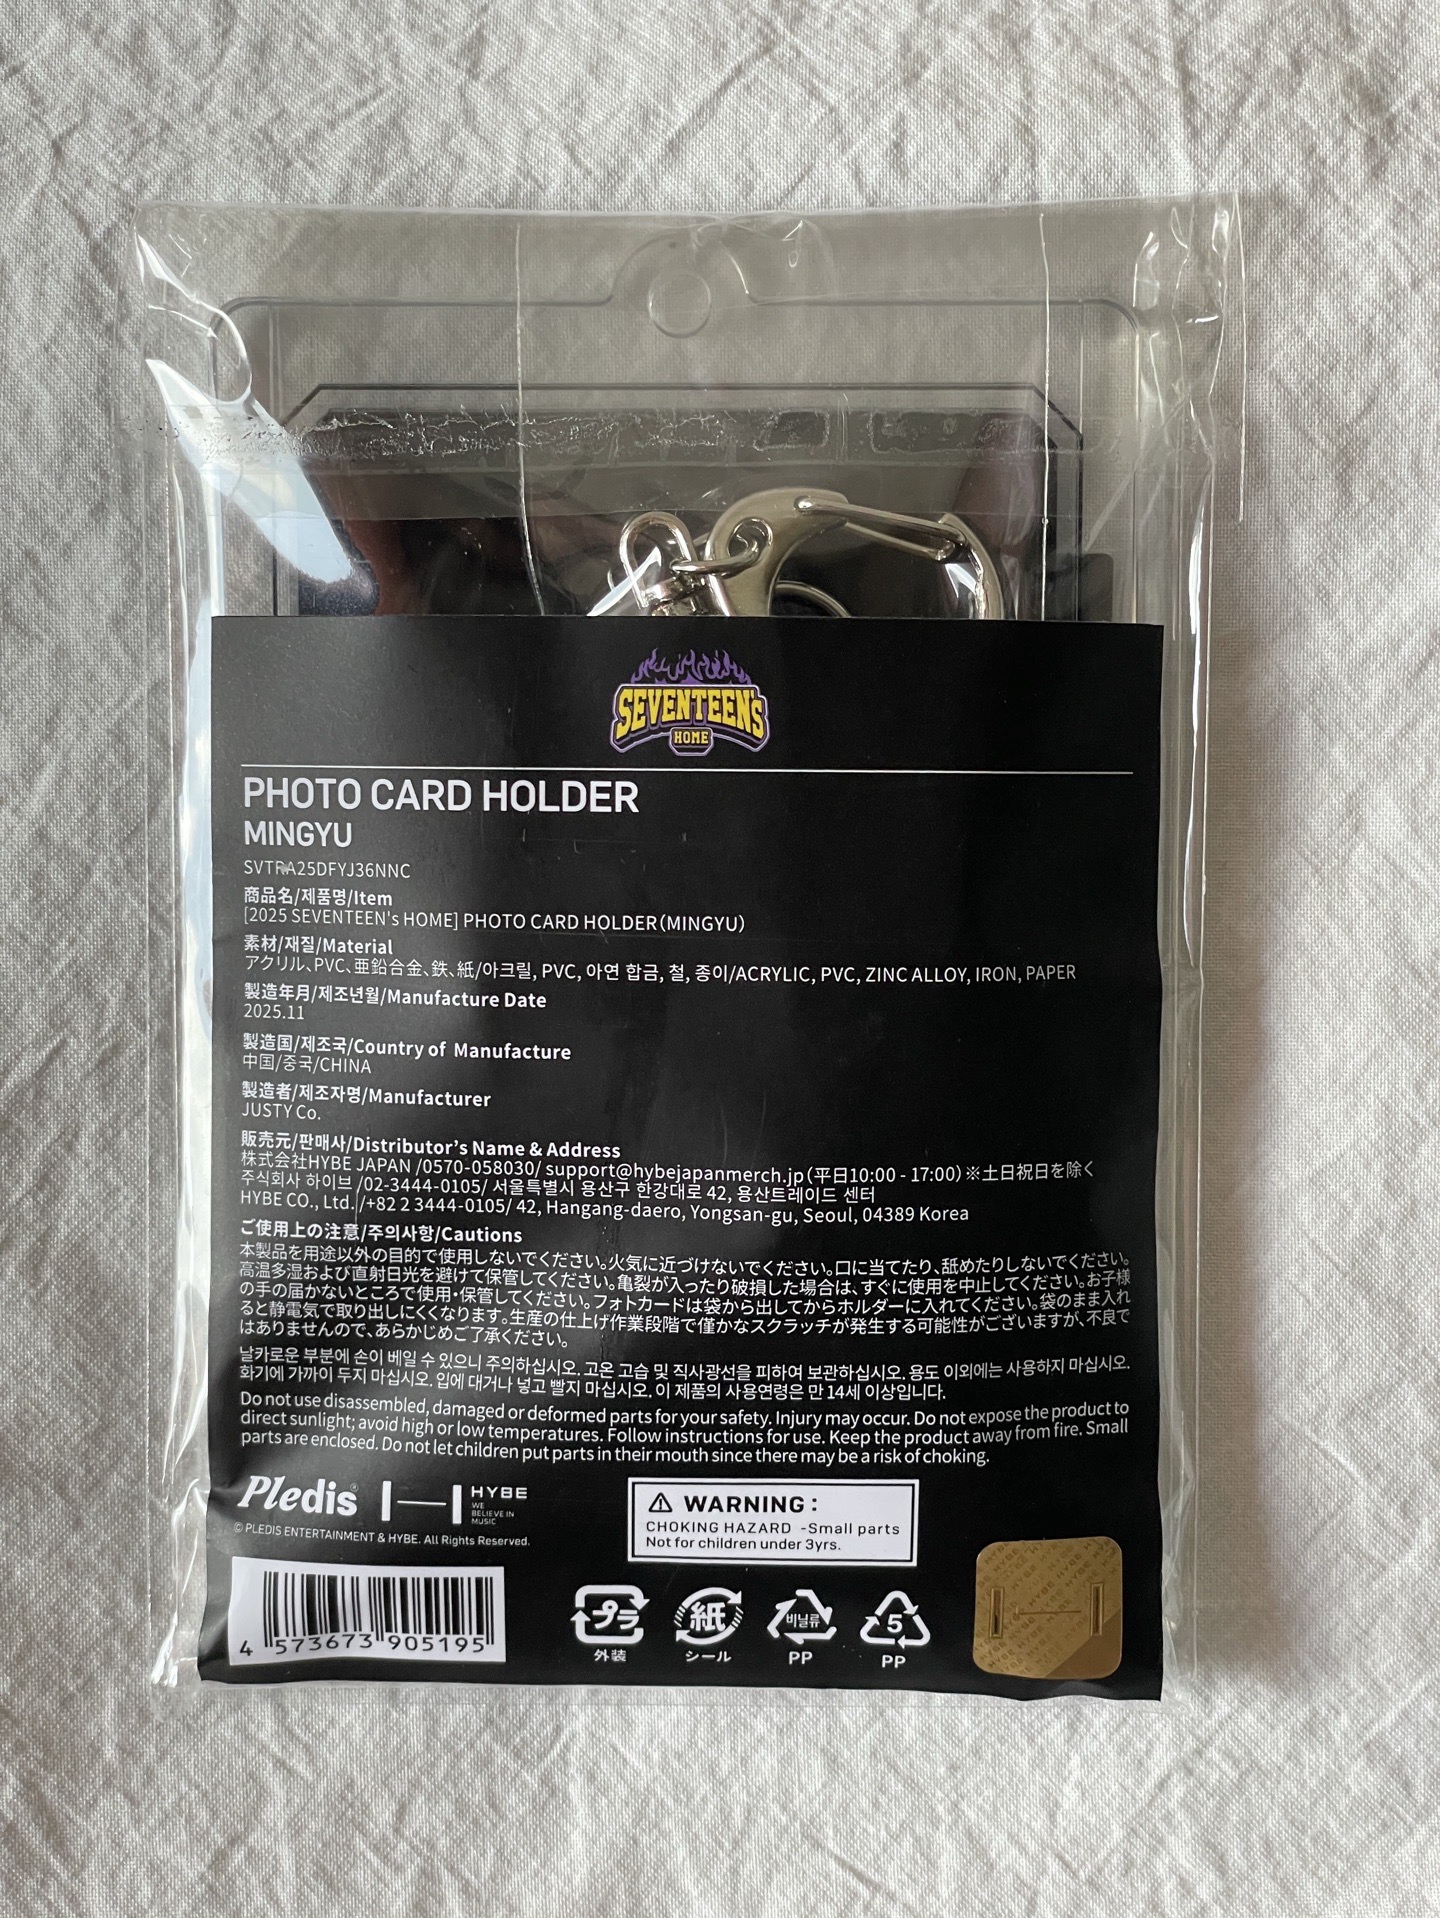 SEVENTEEN'S
HOME
PHOTO CARD HOLDER
MINGYU
SVTRA25DFYJ36NNC
商品名/제품명/Item
[2025 SEVENTEEN's HOME] PHOTO CARD HOLDER(MINGYU)
素材/재질/Material
アクリル、PVC、亜鉛合金、鉄、紙/아크릴, PVC, 아연 합금, 철, 종이/ACRYLIC, PVC, ZINC ALLOY, IRON, PAPER
製造年月/제조년월/Manufacture Date
2025.11
製造国/제조국/Country of Manufacture
中国/중국/CHINA
製造者/제조자명/Manufacturer
JUSTY Co.
販売元/판매사/Distributor's Name & Address
株式会社HYBE JAPAN /0570-058030/ support@hybejapanmerch.jp(平日10:00 - 17:00)※土日祝日を除く
주식회사 하이브 /02-3444-0105/ 서울특별시 용산구 한강대로 42, 용산트레이드 센터
HYBE CO., Ltd. /+82 2 3444-0105/ 42, Hangang-daero, Yongsan-gu, Seoul, 04389 Korea
ご使用上の注意/주의사항/Cautions
本製品を用途以外の目的で使用しないでください。火気に近づけないでください。口に当てたり、舐めたりしないでください。
高温多湿および直射日光を避けて保管してください。亀裂が入ったり破損した場合は、すぐに使用を中止してください。お子様
の手の届かないところで使用・保管してください。フォトカードは袋から出してからホルダーに入れてください。袋のまま入れ
ると静電気で取り出しにくくなります。生産の仕上げ作業段階で僅かなスクラッチが発生する可能性がございますが、不良で
はありませんので、あらかじめご了承ください。
날카로운 부분에 손이 베일 수 있으니 주의하십시오. 고온 고습 및 직사광선을 피하여 보관하십시오. 용도 이외에는 사용하지 마십시오.
화기에 가까이 두지 마십시오. 입에 대거나 넣고 빨지 마십시오. 이 제품의 사용연령은 만 14세 이상입니다.
Do not use disassembled, damaged or deformed parts for your safety. Injury may occur. Do not expose the product to
direct sunlight; avoid high or low temperatures. Follow instructions for use. Keep the product away from fire. Small
parts are enclosed. Do not let children put parts in their mouth since there may be a risk of choking.
Pledis
HYBE
WE
BELIEVE IN
MUSIC
© PLEDIS ENTERTAINMENT & HYBE. All Rights Reserved.
WARNING :
CHOKING HAZARD -Small parts
Not for children under 3yrs.
4 573673 905195
プラ
外装
紙
シール
비닐류
PP
5
PP